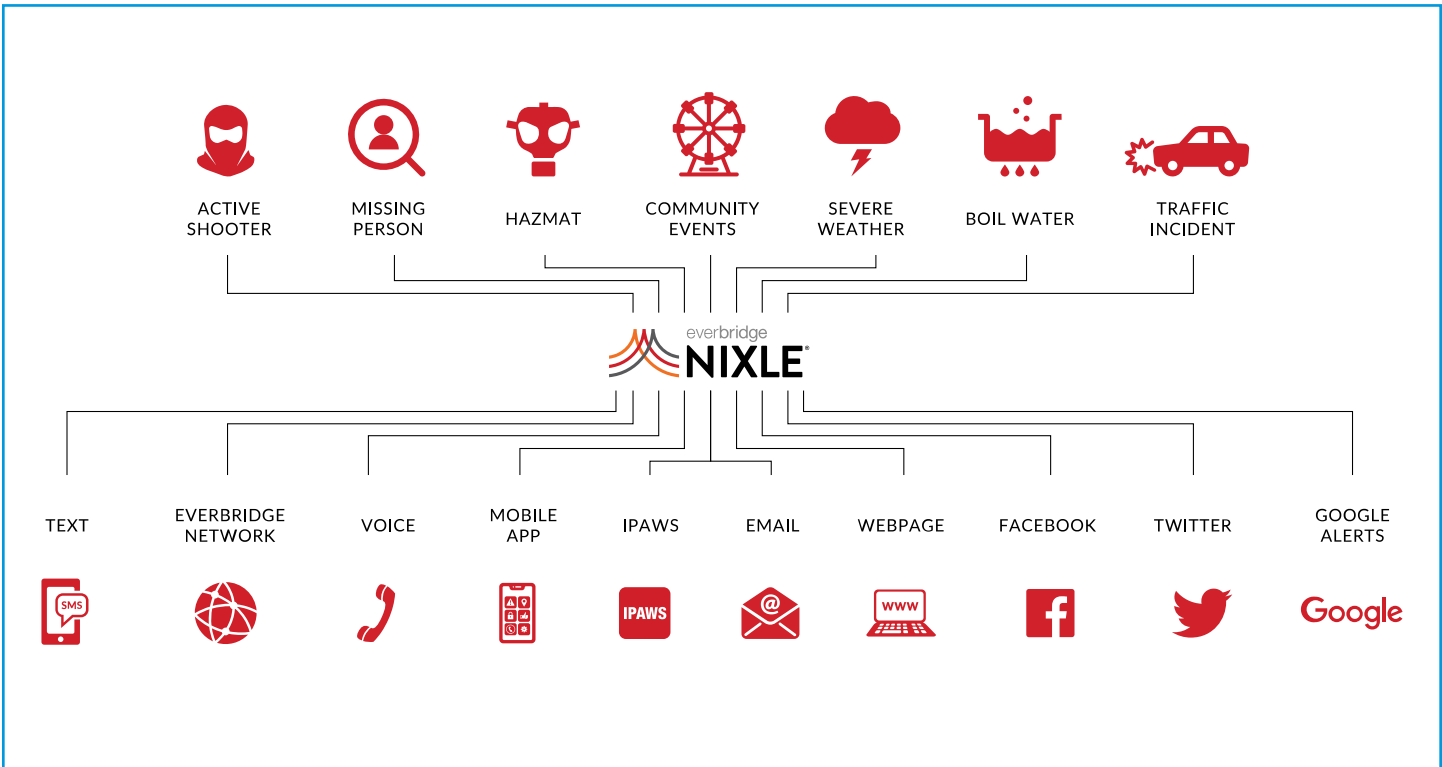 ACTIVE
SHOOTER
MISSING
PERSON
HAZMAT
COMMUNITY
EVENTS
SEVERE
WEATHER
BOIL WATER
TRAFFIC
INCIDENT
everbridge
NIXLE®
TEXT
EVERBRIDGE
NETWORK
VOICE
MOBILE
APP
IPAWS
EMAIL
WEBPAGE
FACEBOOK
TWITTER
GOOGLE
ALERTS
SMS
IPAWS
@
WWW
Google